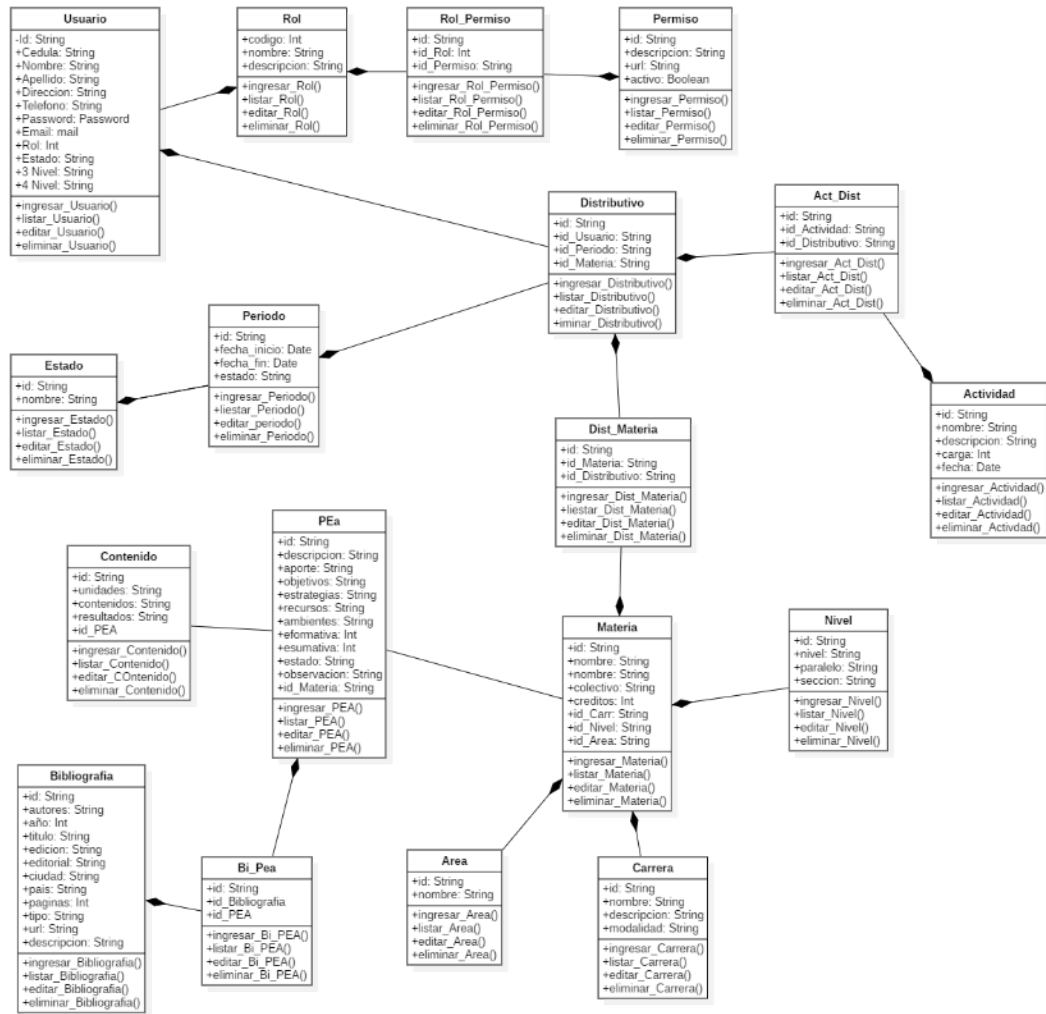 Usuario
-Id: String
+Cedula: String
+Nombre: String
+Apellido: String
+Direccion: String
+Telefono: String
+Password: Password
+Email: mail
+Rol: Int
+Estado: String
+3 Nivel: String
+4 Nivel: String
+ingresar_Usuario()
+listar_Usuario()
+editar_Usuario()
+eliminar_Usuario()
Rol
+codigo: Int
+nombre: String
+descripcion: String
+ingresar_Rol()
+listar_Rol()
+editar_Rol()
+eliminar_Rol()
Rol_Permiso
+id: String
+id_Rol: Int
+id_Permiso: String
+ingresar_Rol_Permiso()
+listar_Rol_Permiso()
+editar_Rol_Permiso()
+eliminar_Rol_Permiso()
Permiso
+id: String
+descripcion: String
+url: String
+activo: Boolean
+ingresar_Permiso()
+listar_Permiso()
+editar_Permiso()
+eliminar_Permiso()
Distributivo
+id: String
+id_Usuario: String
+id_Periodo: String
+id_Materia: String
+ingresar_Distributivo()
+listar_Distributivo()
+editar_Distributivo()
+iminar_Distributivo()
Act_Dist
+id: String
+id_Actividad: String
+id_Distributivo: String
+ingresar_Act_Dist()
+listar_Act_Dist()
+editar_Act_Dist()
+eliminar_Act_Dist()
Periodo
+id: String
+fecha_inicio: Date
+fecha_fin: Date
+estado: String
+ingresar_Periodo()
+liestar_Periodo()
+editar_periodo()
+eliminar_Periodo()
Estado
+id: String
+nombre: String
+ingresar_Estado()
+listar_Estado()
+editar_Estado()
+eliminar_Estado()
Actividad
+id: String
+nombre: String
+descripcion: String
+carga: Int
+fecha: Date
+ingresar_Actividad()
+listar_Actividad()
+editar_Actividad()
+eliminar_Activdad()
Dist_Materia
+id: String
+id_Materia: String
+id_Distributivo: String
+ingresar_Dist_Materia()
+liestar_Dist_Materia()
+editar_Dist_Materia()
+eliminar_Dist_Materia()
PEa
+id: String
+descripcion: String
+aporte: String
+objetivos: String
+estrategias: String
+recursos: String
+ambientes: String
+eformativa: Int
+esumativa: Int
+estado: String
+observacion: String
+id_Materia: String
+ingresar_PEA()
+listar_PEA()
+editar_PEA()
+eliminar_PEA()
Contenido
+id: String
+unidades: String
+contenidos: String
+resultados: String
+id_PEA
+ingresar_Contenido()
+listar_Contenido()
+editar_COntenido()
+eliminar_Contenido()
Materia
+id: String
+nombre: String
+nombre: String
+colectivo: String
+creditos: Int
+id_Carr: String
+id_Nivel: String
+id_Area: String
+ingresar_Materia()
+listar_Materia()
+editar_Materia()
+eliminar_Materia()
Nivel
+id: String
+nivel: String
+paralelo: String
+seccion: String
+ingresar_Nivel()
+listar_Nivel()
+editar_Nivel()
+eliminar_Nivel()
Bibliografia
+id: String
+autores: String
+año: Int
+titulo: String
+edicion: String
+editorial: String
+ciudad: String
+pais: String
+paginas: Int
+tipo: String
+url: String
+descripcion: String
+ingresar_Bibliografia()
+listar_Bibliografia()
+editar_Bibliografia()
+eliminar_Bibliografia()
Bi_Pea
+id: String
+id_Bibliografia
+id_PEA
+ingresar_Bi_PEA()
+listar_Bi_PEA()
+editar_Bi_PEA()
+eliminar_Bi_PEA()
Area
+id: String
+nombre: String
+ingresar_Area()
+listar_Area()
+editar_Area()
+eliminar_Area()
Carrera
+id: String
+nombre: String
+descripcion: String
+modalidad: String
+ingresar_Carrera()
+listar_Carrera()
+editar_Carrera()
+eliminar_Carrera()